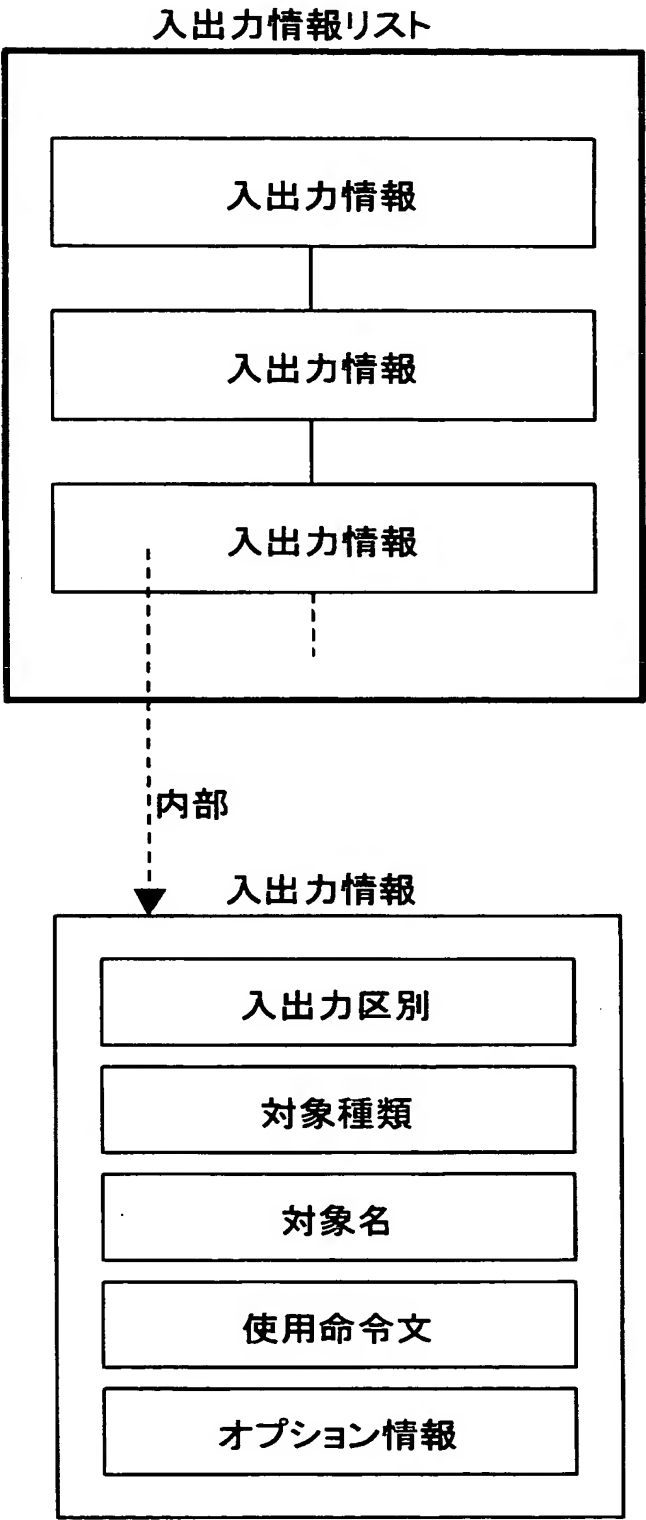 入出力情報リスト
入出力情報
入出力情報
入出力情報
内部
入出力情報
入出力区別
対象種類
対象名
使用命令文
オプション情報